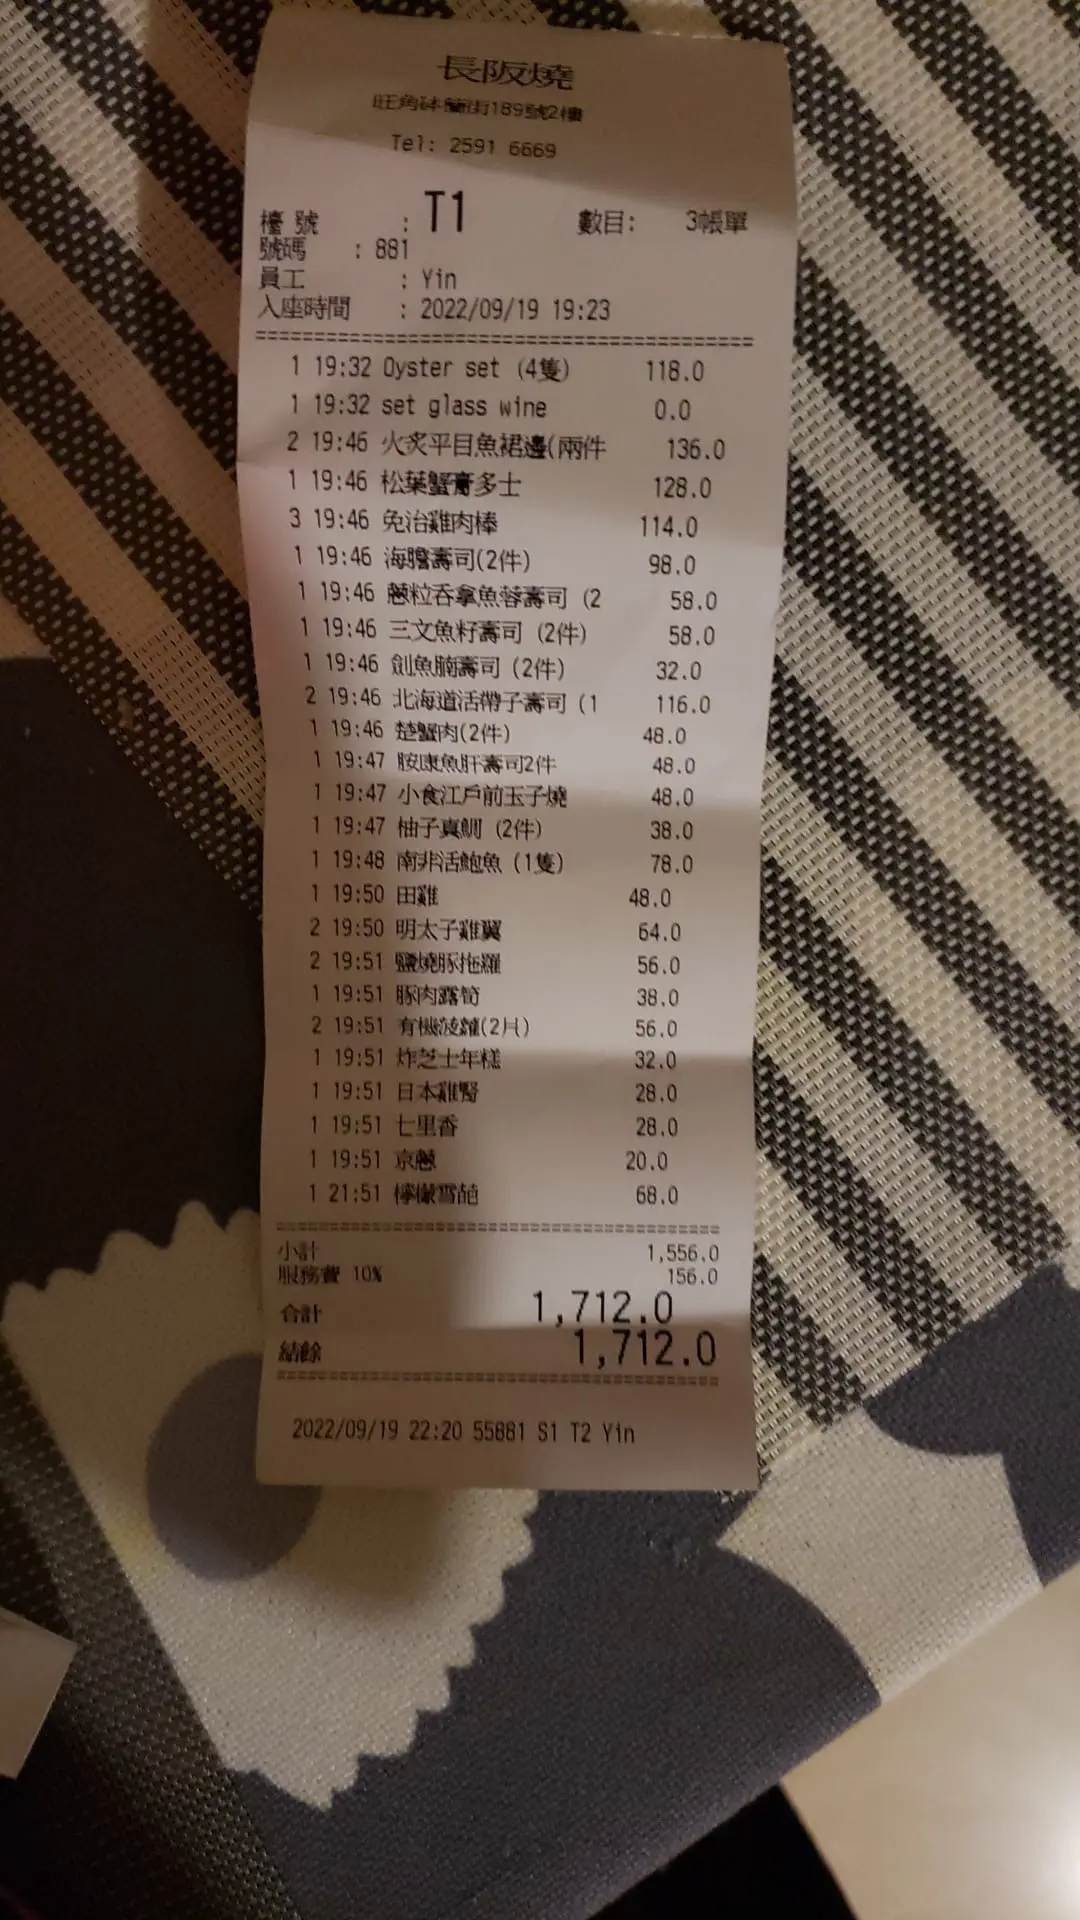 長阪燒
旺角砵蘭街189號2樓
Tel: 2591 6669
檯 號 : T1 數目: 3帳單
號碼 : 881
員工 : Yin
入座時間 : 2022/09/19 19:23
1 19:32 Oyster set (4隻) 118.0
1 19:32 set glass wine 0.0
2 19:46 火炙平目魚裙邊(兩件 136.0
1 19:46 松葉蟹膏多士 128.0
3 19:46 免治雞肉棒 114.0
1 19:46 海膽壽司(2件) 98.0
1 19:46 蔥粒吞拿魚蓉壽司 (2 58.0
1 19:46 三文魚籽壽司 (2件) 58.0
1 19:46 劍魚腩壽司 (2件) 32.0
2 19:46 北海道活帶子壽司 (1 116.0
1 19:46 楚蟹肉(2件) 48.0
1 19:47 胺康魚肝壽司2件 48.0
1 19:47 小食江戶前玉子燒 48.0
1 19:47 柚子真鯛 (2件) 38.0
1 19:48 南非活鮑魚 (1隻) 78.0
1 19:50 田雞 48.0
2 19:50 明太子雞翼 64.0
2 19:51 鹽燒豚拖羅 56.0
1 19:51 豚肉露筍 38.0
2 19:51 有機菠蘿(2片) 56.0
1 19:51 炸芝士年糕 32.0
1 19:51 日本雞腎 28.0
1 19:51 七里香 28.0
1 19:51 京蔥 20.0
1 21:51 檸檬雪葩 68.0
小計 1,556.0
服務費 10% 156.0
合計 1,712.0
結餘 1,712.0
2022/09/19 22:20 55881 S1 T2 Yin